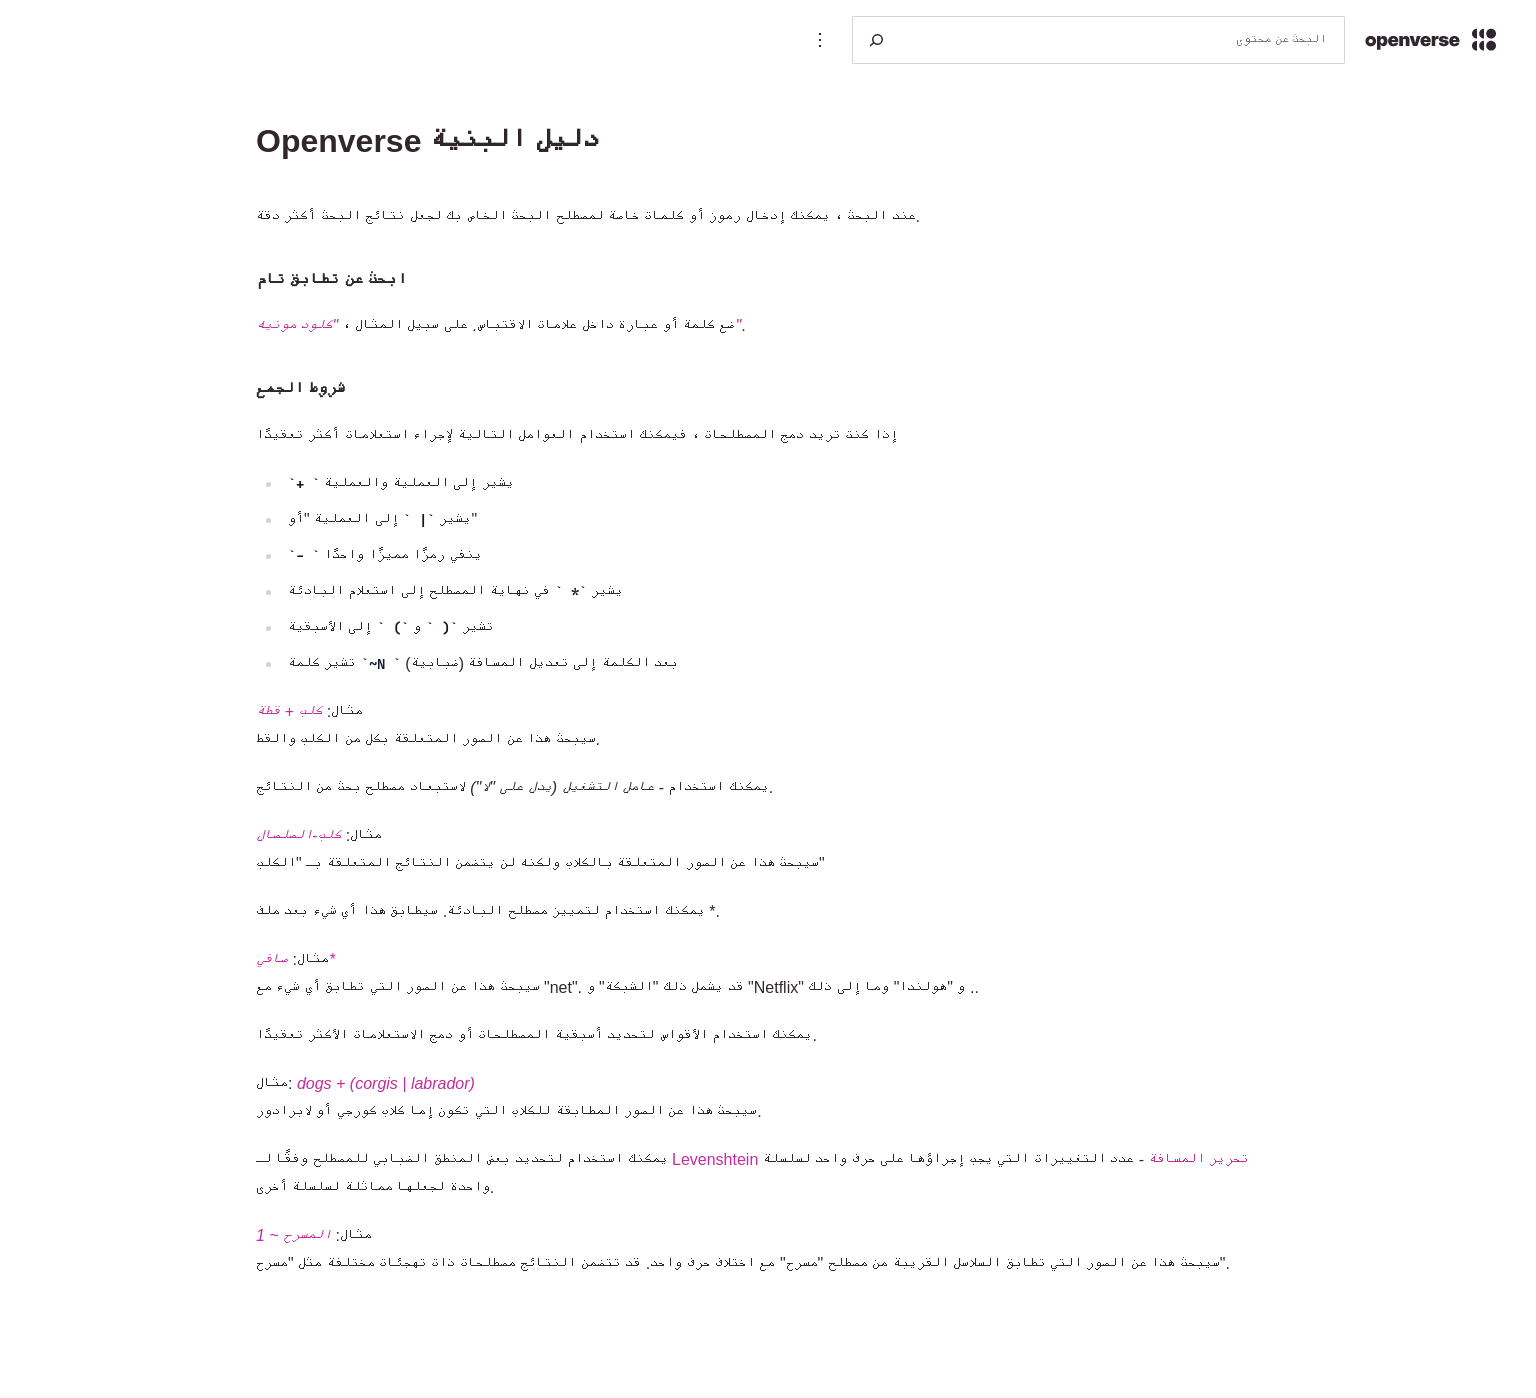 openverse
البحث عن محتوى
Openverse دليل البنية
عند البحث ، يمكنك إدخال رموز أو كلمات خاصة لمصطلح البحث الخاص بك لجعل نتائج البحث أكثر دقة.
ابحث عن تطابق تام
ضع كلمة أو عبارة داخل علامات الاقتباس. على سبيل المثال ، "كلود مونيه".
شروط الجمع
إذا كنت تريد دمج المصطلحات ، فيمكنك استخدام العوامل التالية لإجراء استعلامات أكثر تعقيدًا
يشير إلى العملية والعملية ` +`
يشير `| ` إلى العملية "أو"
ينفي رمزًا مميزًا واحدًا ` -`
يشير `* ` في نهاية المصطلح إلى استعلام البادئة
تشير `( ` و `) ` إلى الأسبقية
بعد الكلمة إلى تعديل المسافة (ضبابية) ` ~N` تشير كلمة
مثال: كلب + قطة
سيبحث هذا عن الصور المتعلقة بكل من الكلب والقط.
يمكنك استخدام - عامل التشغيل (يدل على "لا") لاستبعاد مصطلح بحث من النتائج.
مثال: كلب-الصلصال
سيبحث هذا عن الصور المتعلقة بالكلاب ولكنه لن يتضمن النتائج المتعلقة بـ "الكلب"
* يمكنك استخدام لتمييز مصطلح البادئة. سيطابق هذا أي شيء بعد ملف.
مثال: صافي*
سيبحث هذا عن الصور التي تطابق أي شيء مع "net". قد يشمل ذلك "الشبكة" و "Netflix" و "هولندا" وما إلى ذلك ..
يمكنك استخدام الأقواس لتحديد أسبقية المصطلحات أو دمج الاستعلامات الأكثر تعقيدًا.
مثال: dogs + (corgis | labrador)
سيبحث هذا عن الصور المطابقة للكلاب التي تكون إما كلاب كورجي أو لابرادور.
يمكنك استخدام لتحديد بعض المنطق الضبابي للمصطلح وفقًا لـ Levenshtein تحرير المسافة - عدد التغييرات التي يجب إجراؤها على حرف واحد لسلسلة
واحدة لجعلها مماثلة لسلسلة أخرى.
مثال: المسرح ~ 1
سيبحث هذا عن الصور التي تطابق السلاسل القريبة من مصطلح "مسرح" مع اختلاف حرف واحد. قد تتضمن النتائج مصطلحات ذات تهجئات مختلفة مثل "مسرح".